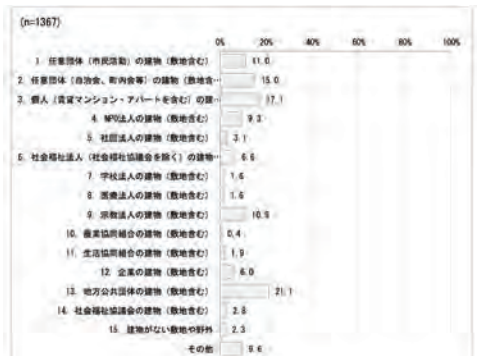 (n=1367)
0% 20% 40% 60% 80% 100%
1. 任意団体（市民活動）の建物（敷地含む） 11.0
2. 任意団体（自治会、町内会等）の建物（敷地含… 15.0
3. 個人（賃貸マンション・アパートを含む）の建… 17.1
4. NPO法人の建物（敷地含む） 9.3
5. 社団法人の建物（敷地含む） 3.1
6. 社会福祉法人（社会福祉協議会を除く）の建物… 6.6
7. 学校法人の建物（敷地含む） 1.6
8. 医療法人の建物（敷地含む） 1.6
9. 宗教法人の建物（敷地含む） 10.9
10. 農業協同組合の建物（敷地含む） 0.4
11. 生活協同組合の建物（敷地含む） 1.9
12. 企業の建物（敷地含む） 6.0
13. 地方公共団体の建物（敷地含む） 21.1
14. 社会福祉協議会の建物（敷地含む） 2.8
15. 建物がない敷地や野外 2.3
その他 9.6